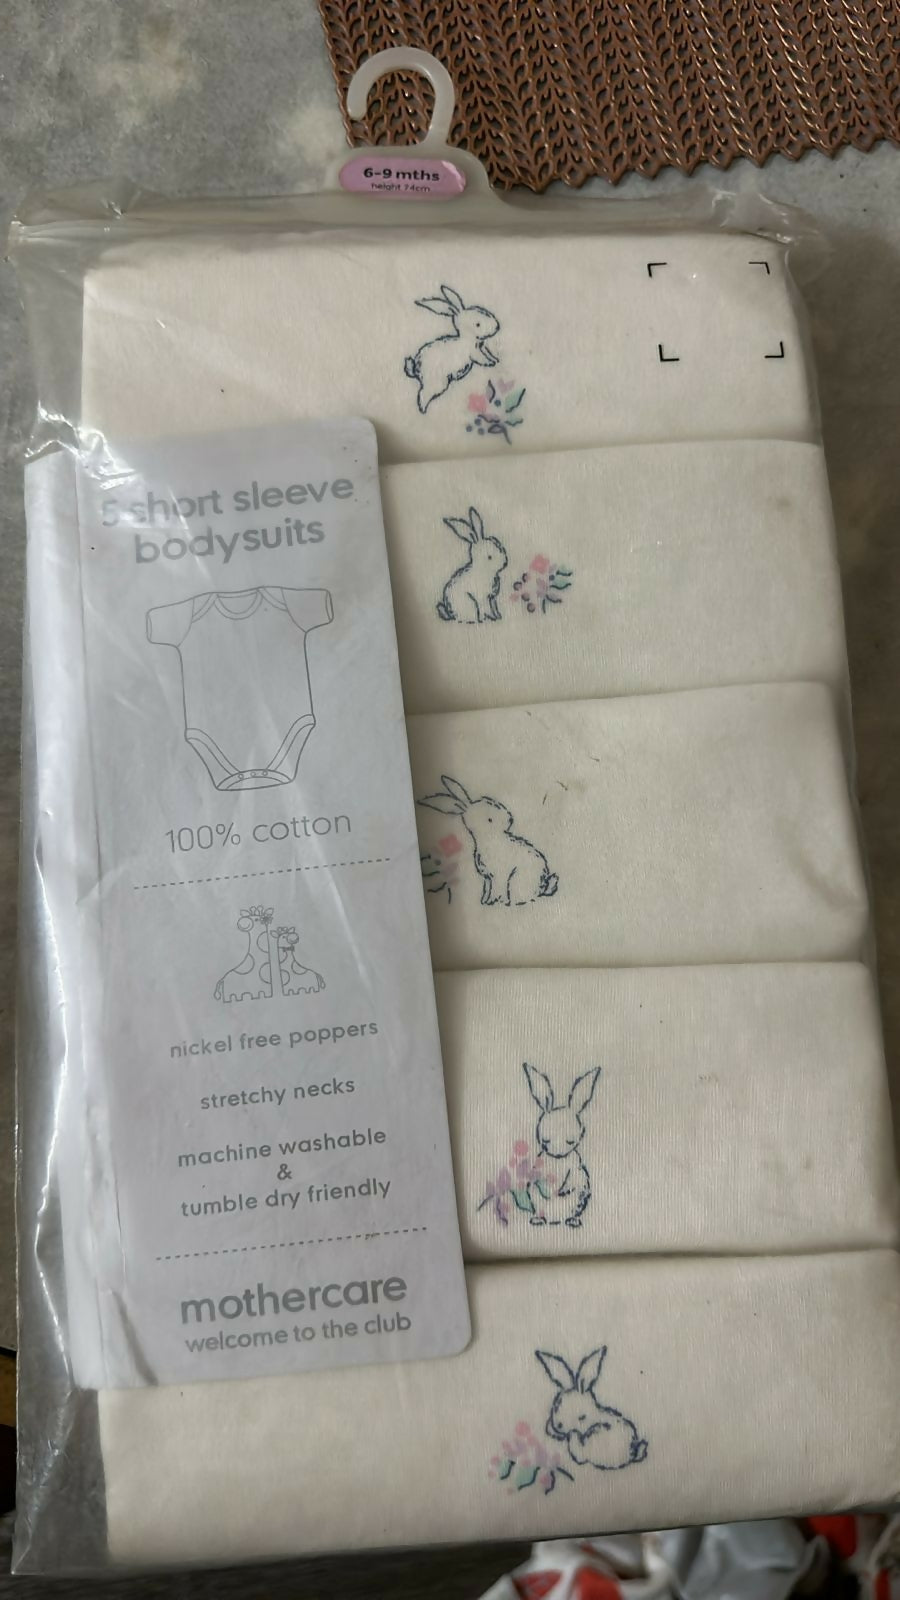 6-9 mths
height 74cm
5 short sleeve
bodysuits
100% cotton
nickel free poppers
stretchy necks
machine washable
&
tumble dry friendly
mothercare
welcome to the club